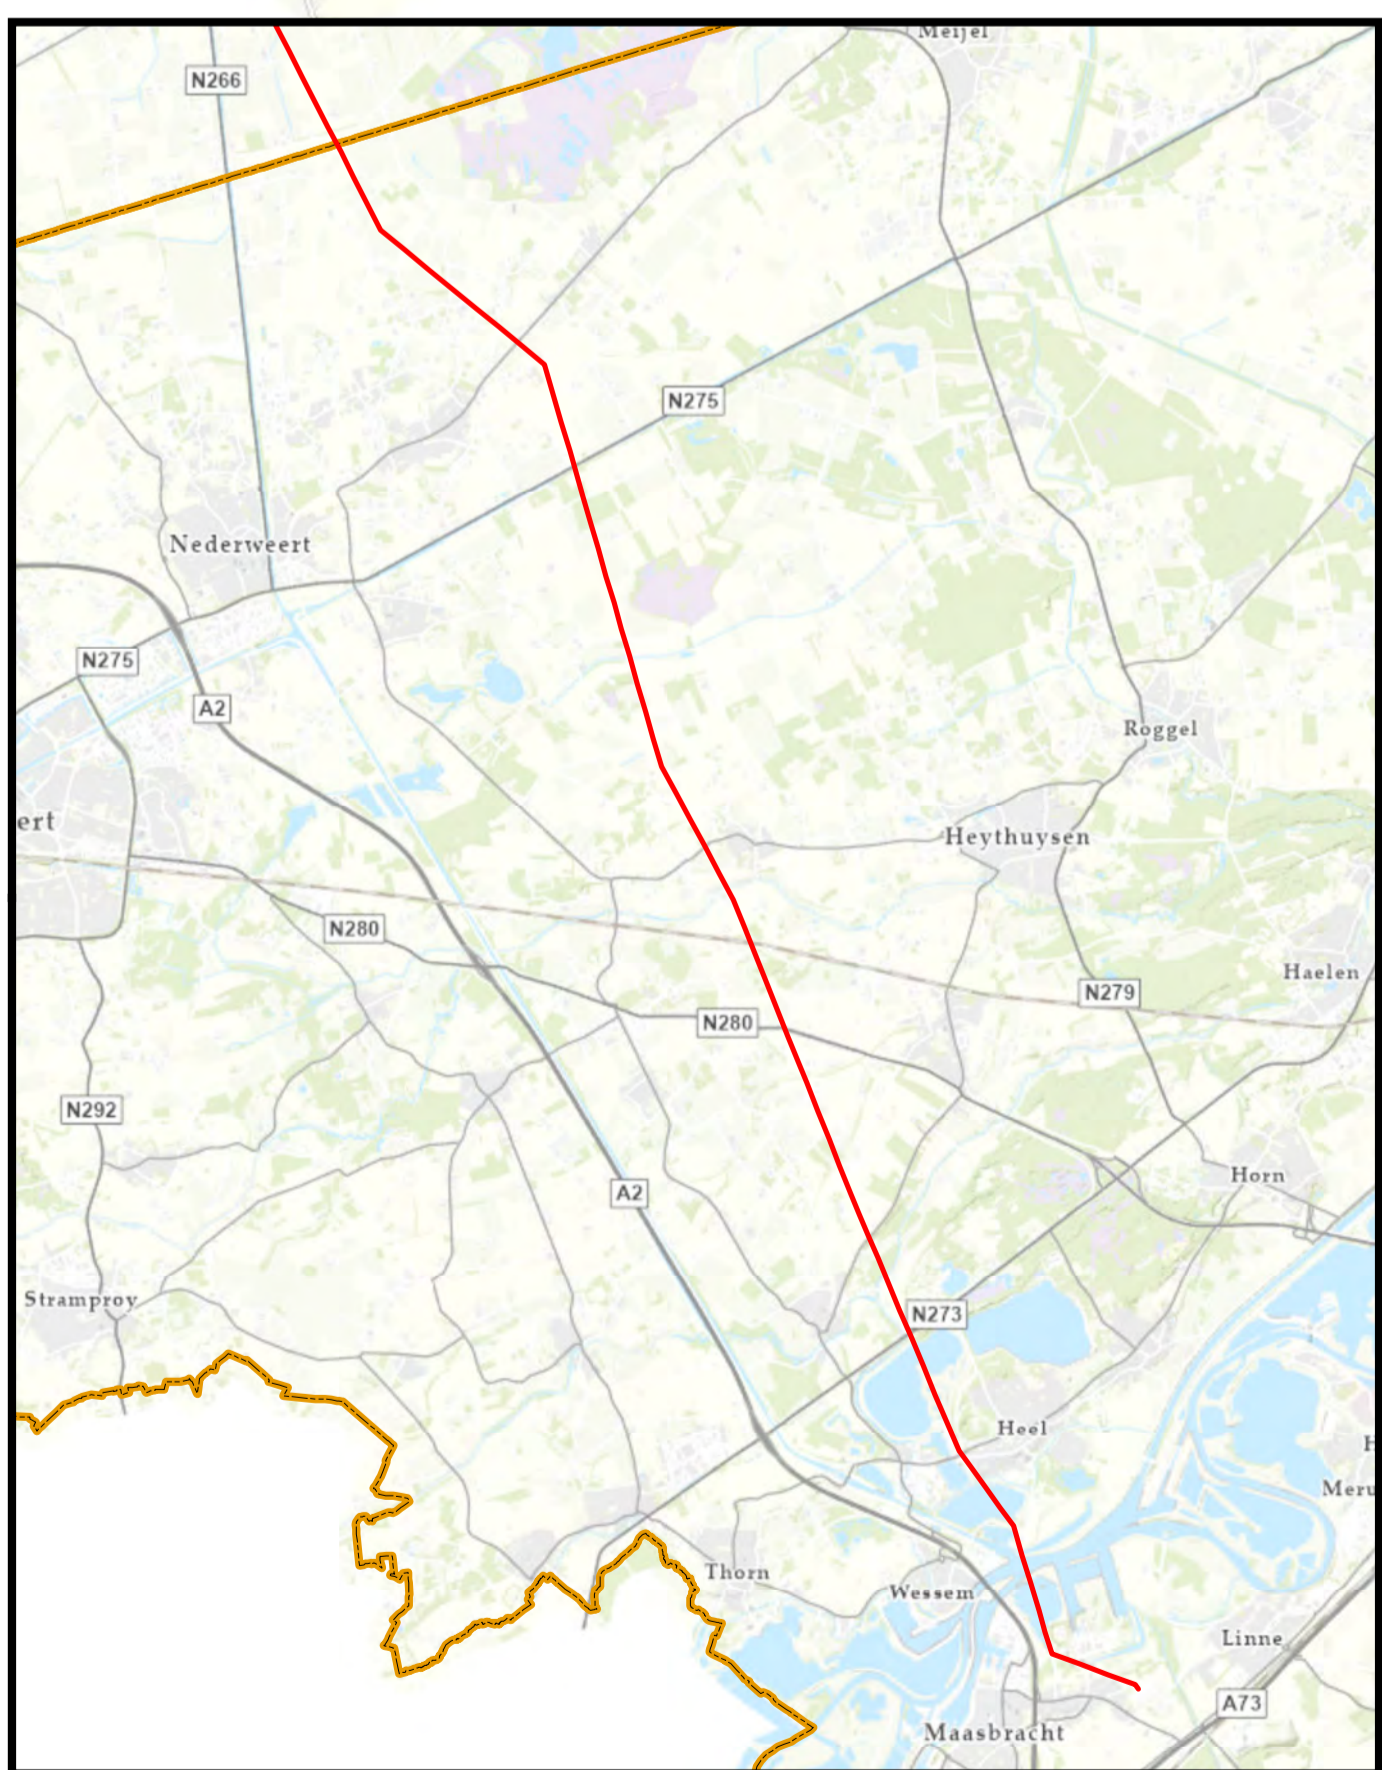 Meijel
N266
N275
Nederweert
N275
A2
Roggel
ert
Heythuysen
N280
Haelen
N279
N280
N292
Horn
A2
Stramproy
N273
Heel
H
Meru
Thorn
Wessem
Linne
A73
Maasbracht